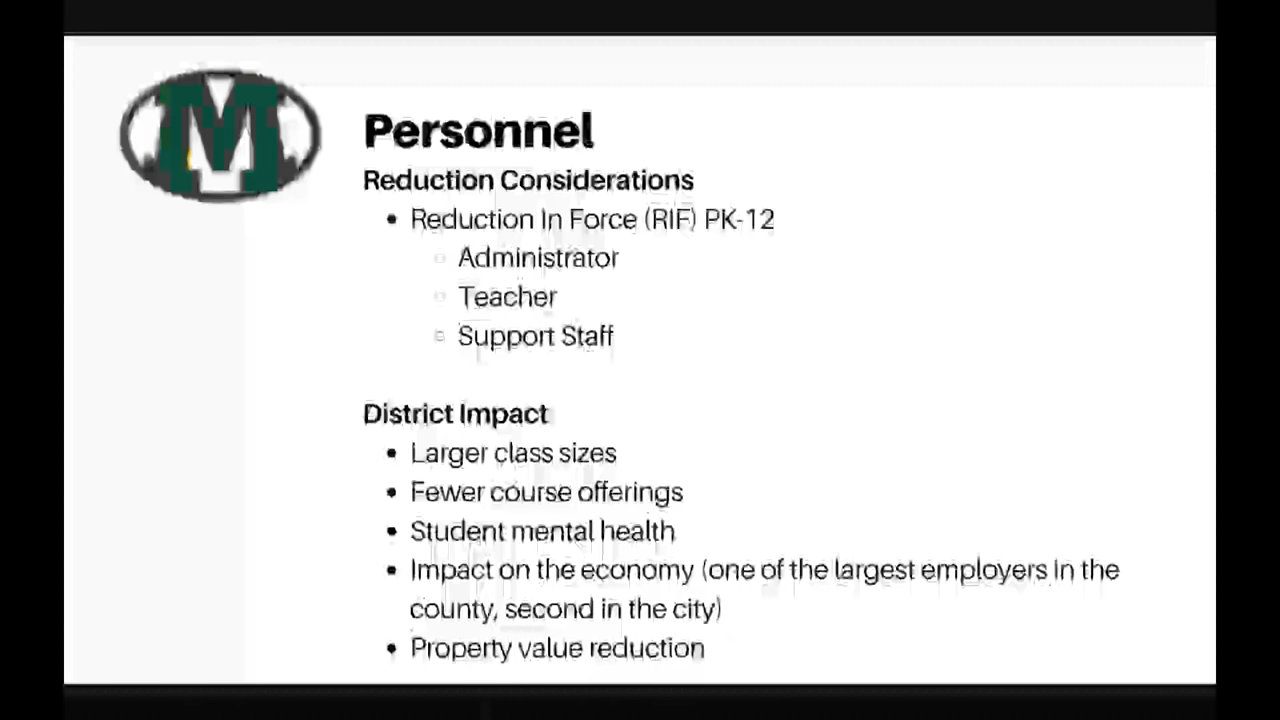 M
Personnel
Reduction Considerations
• Reduction In Force (RIF) PK-12
○ Administrator
○ Teacher
○ Support Staff
District Impact
• Larger class sizes
• Fewer course offerings
• Student mental health
• Impact on the economy (one of the largest employers in the
county, second in the city)
• Property value reduction